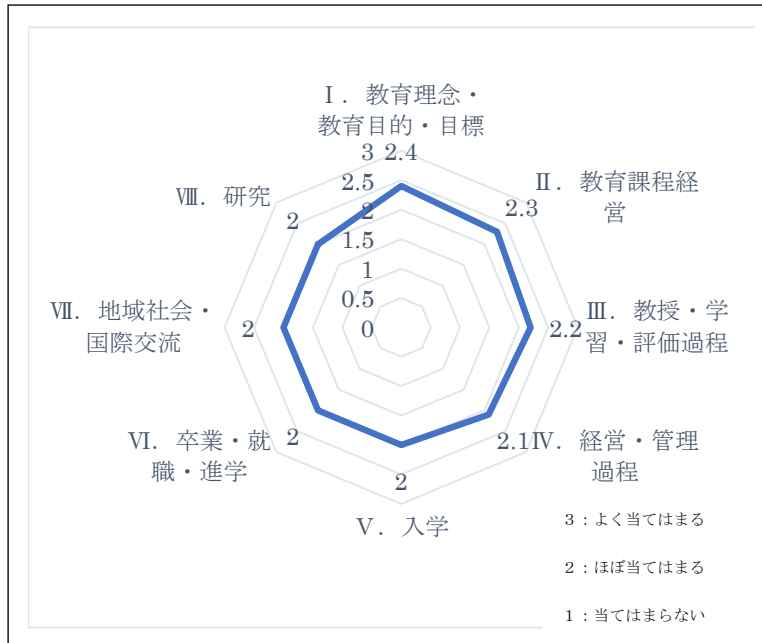 Ⅰ．教育理念・
教育目的・目標
3
2.4
2.5
2
1.5
1
0.5
0
Ⅱ．教育課程経
営
2.3
Ⅲ．教授・学
習・評価過程
2.2
Ⅳ．経営・管理
過程
2.1
2
Ⅴ．入学
2
Ⅵ．卒業・就
職・進学
2
Ⅶ．地域社会・
国際交流
2
Ⅷ．研究
3：よく当てはまる
2：ほぼ当てはまる
1：当てはまらない